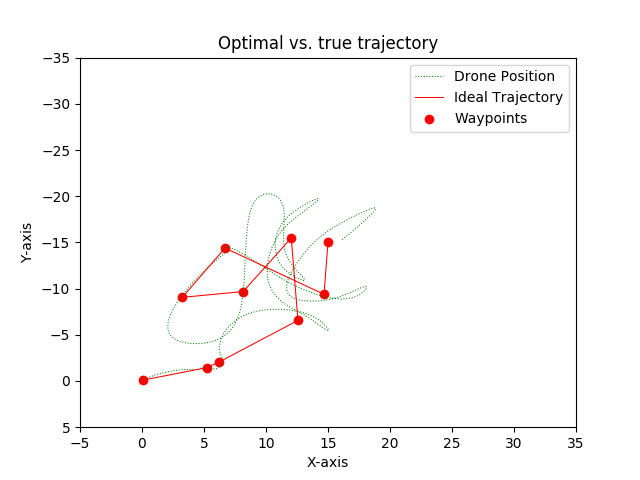 Optimal vs. true trajectory
Drone Position
Ideal Trajectory
Waypoints
Y-axis
−35
−30
−25
−20
−15
−10
−5
0
5
−5 0 5 10 15 20 25 30 35
X-axis